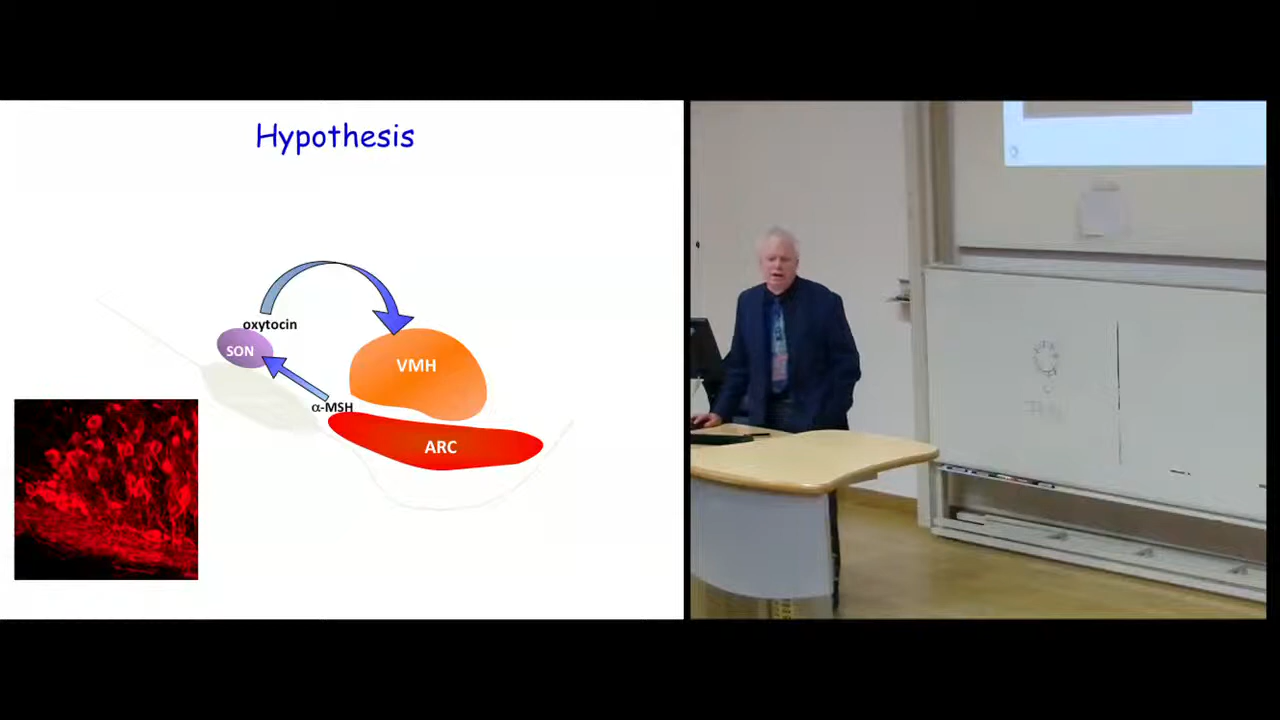 Hypothesis
oxytocin
SON
VMH
α-MSH
ARC